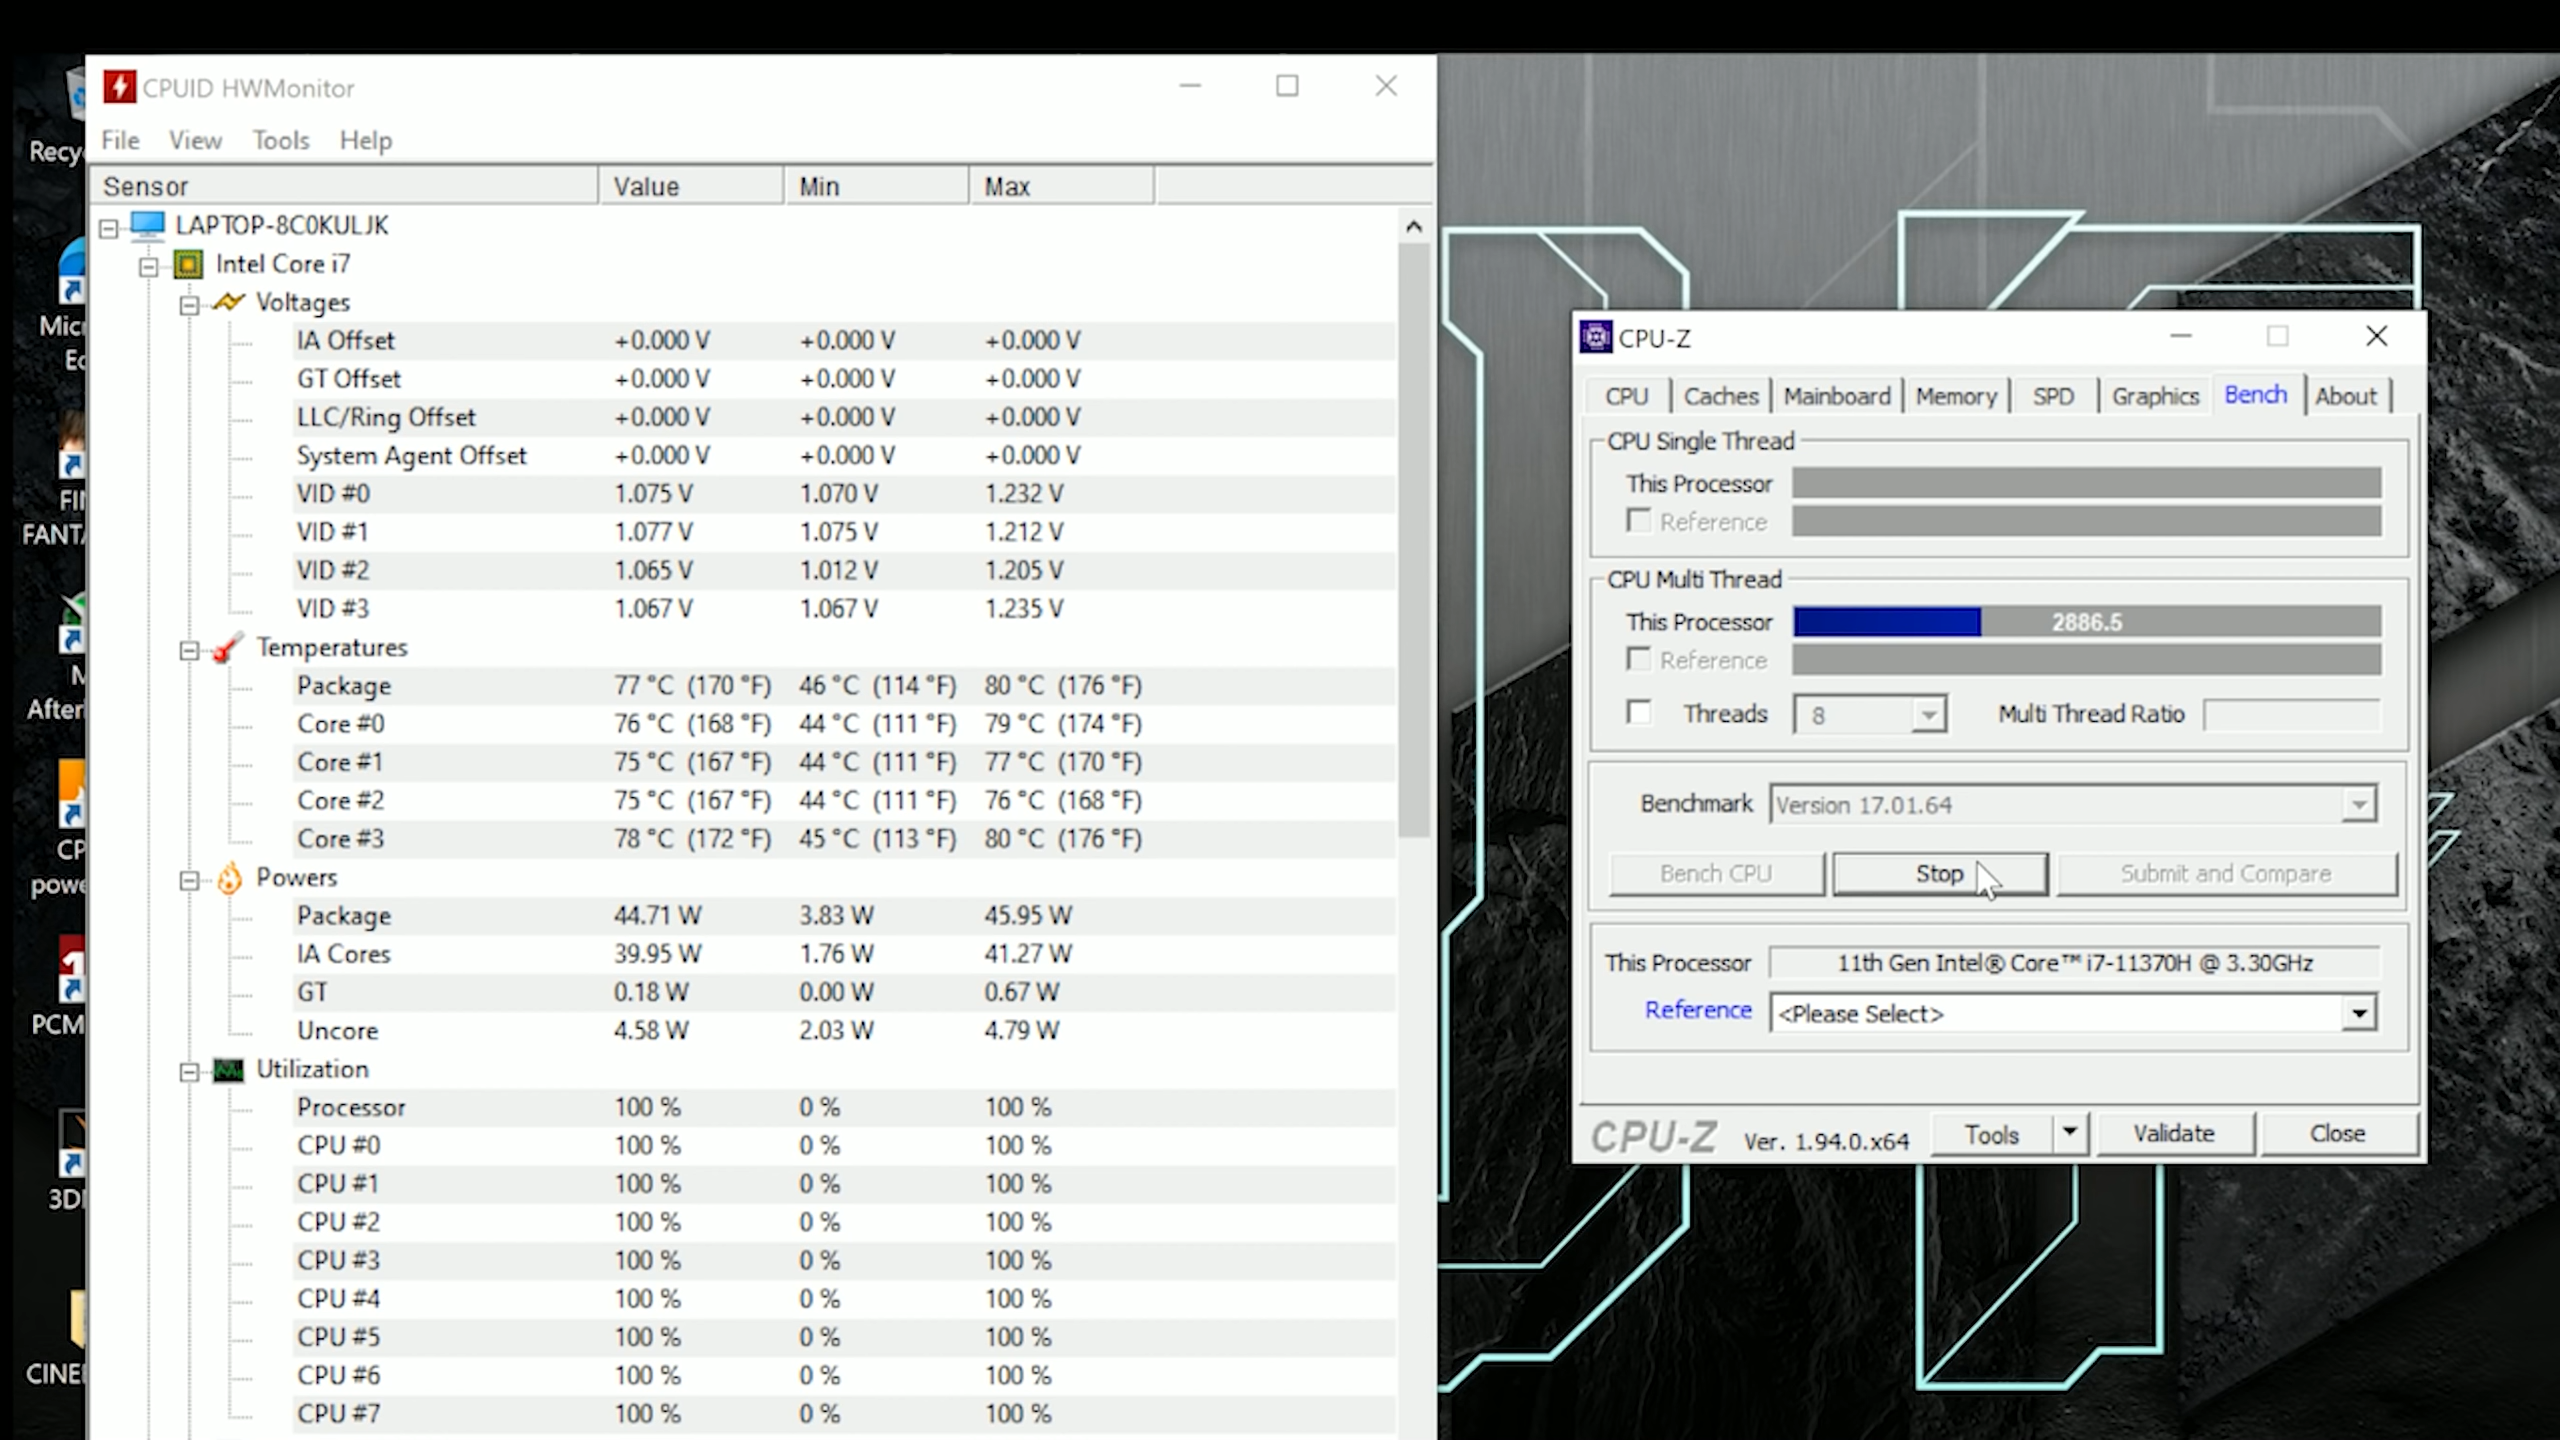 CPUID HWMonitor
File View Tools Help
Sensor Value Min Max
LAPTOP-8C0KULJK
Intel Core i7
Voltages
IA Offset +0.000 V +0.000 V +0.000 V
GT Offset +0.000 V +0.000 V +0.000 V
LLC/Ring Offset +0.000 V +0.000 V +0.000 V
System Agent Offset +0.000 V +0.000 V +0.000 V
VID #0 1.075 V 1.070 V 1.232 V
VID #1 1.077 V 1.075 V 1.212 V
VID #2 1.065 V 1.012 V 1.205 V
VID #3 1.067 V 1.067 V 1.235 V
Temperatures
Package 77 °C (170 °F) 46 °C (114 °F) 80 °C (176 °F)
Core #0 76 °C (168 °F) 44 °C (111 °F) 79 °C (174 °F)
Core #1 75 °C (167 °F) 44 °C (111 °F) 77 °C (170 °F)
Core #2 75 °C (167 °F) 44 °C (111 °F) 76 °C (168 °F)
Core #3 78 °C (172 °F) 45 °C (113 °F) 80 °C (176 °F)
Powers
Package 44.71 W 3.83 W 45.95 W
IA Cores 39.95 W 1.76 W 41.27 W
GT 0.18 W 0.00 W 0.67 W
Uncore 4.58 W 2.03 W 4.79 W
Utilization
Processor 100 % 0 % 100 %
CPU #0 100 % 0 % 100 %
CPU #1 100 % 0 % 100 %
CPU #2 100 % 0 % 100 %
CPU #3 100 % 0 % 100 %
CPU #4 100 % 0 % 100 %
CPU #5 100 % 0 % 100 %
CPU #6 100 % 0 % 100 %
CPU #7 100 % 0 % 100 %
Recy
Mic
Ec
FI
FANTA
M
After
CP
powe
PCM
3D
CINE
CPU-Z
CPU Caches Mainboard Memory SPD Graphics Bench About
CPU Single Thread
This Processor
Reference
CPU Multi Thread
This Processor 2886.5
Reference
Threads 8 Multi Thread Ratio
Benchmark Version 17.01.64
Bench CPU Stop Submit and Compare
This Processor 11th Gen Intel® Core™ i7-11370H @ 3.30GHz
Reference <Please Select>
CPU-Z Ver. 1.94.0.x64 Tools Validate Close